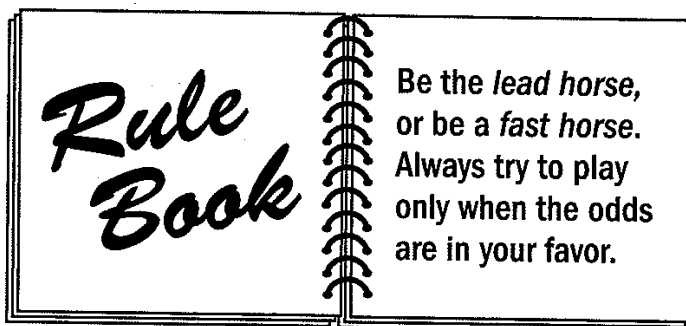 Rule
Book
Be the lead horse,
or be a fast horse.
Always try to play
only when the odds
are in your favor.